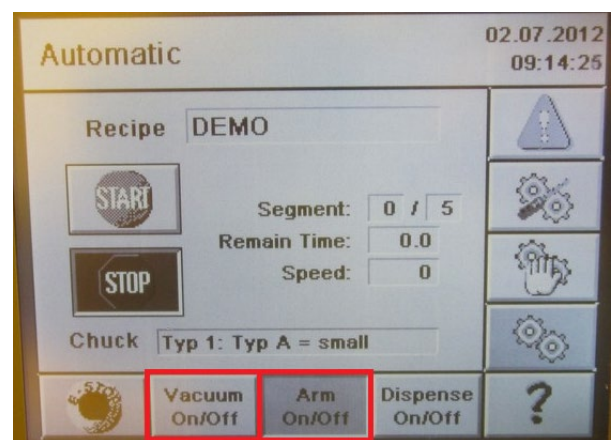 Automatic
02.07.2012
09:14:25
Recipe DEMO
START
Segment: 0 / 5
Remain Time: 0.0
STOP
Speed: 0
Chuck Typ 1: Typ A = small
E-STOP
Vacuum On/Off
Arm On/Off
Dispense On/Off
?